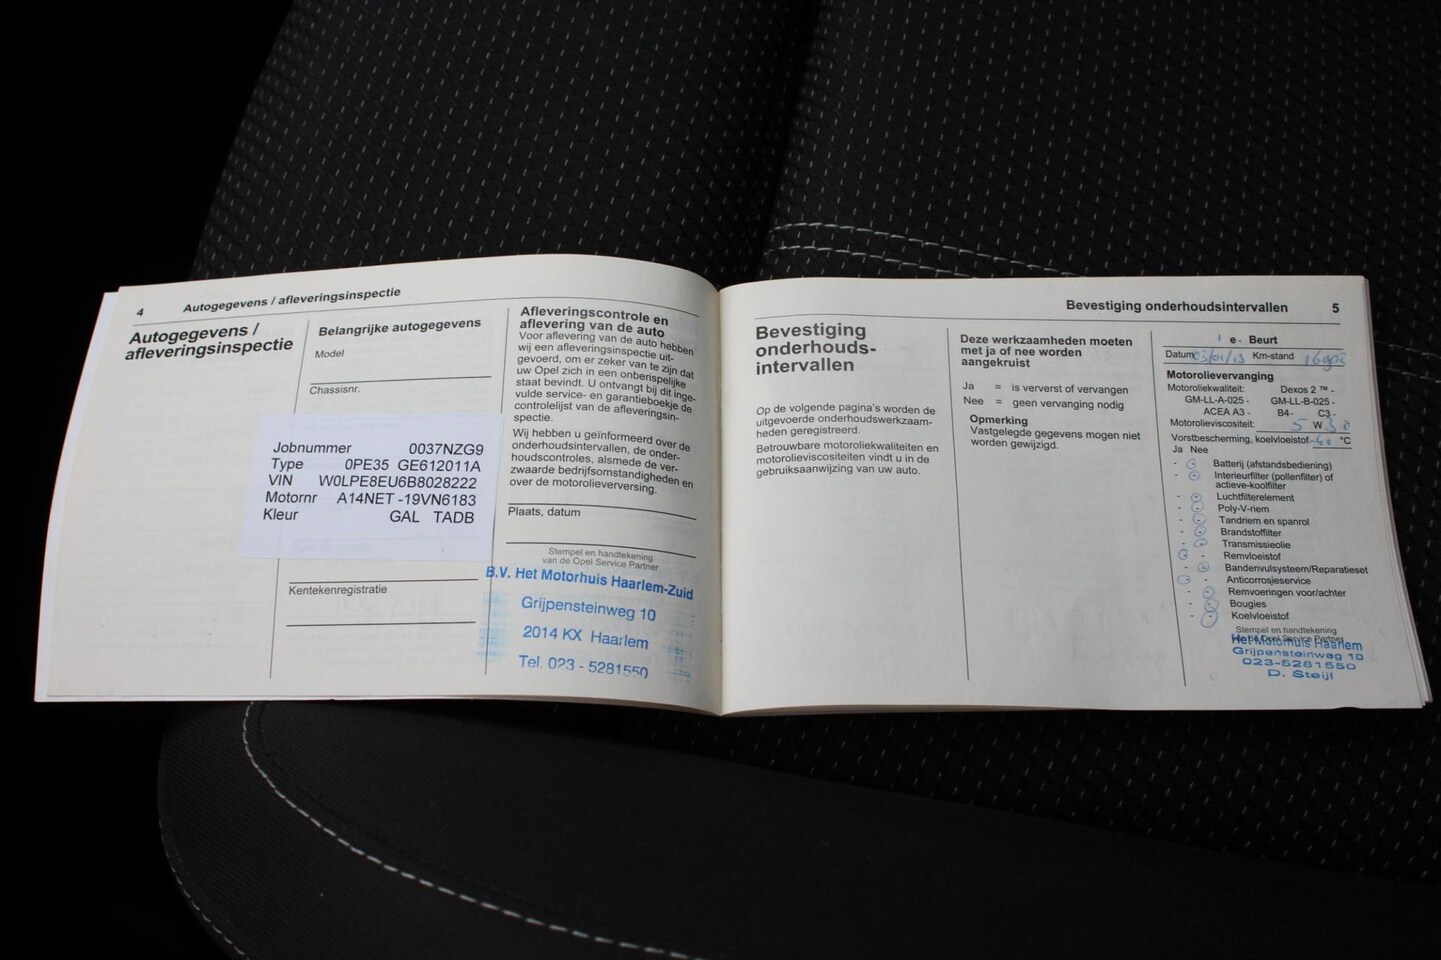 4 Autogegevens / afleveringsinspectie
Autogegevens /
afleveringsinspectie
Belangrijke autogegevens
Model
Chassisnr.
Jobnummer 0037NZG9
Type 0PE35 GE612011A
VIN W0LPE8EU6B8028222
Motornr A14NET -19VN6183
Kleur GAL TADB
Kentekenregistratie
Afleveringscontrole en
aflevering van de auto
Voor aflevering van de auto hebben
wij een afleveringsinspectie uit-
gevoerd, om er zeker van te zijn dat
uw Opel zich in een onberispelijke
staat bevindt. U ontvangt bij dit inge-
vulde service- en garantieboekje de
controlelijst van de afleveringsin-
spectie.
Wij hebben u geïnformeerd over de
onderhoudsintervallen, de onder-
houdscontroles, alsmede de ver-
zwaarde bedrijfsomstandigheden en
over de motorolieverversing.
Plaats, datum
Stempel en handtekening
van de Opel Service Partner
B.V. Het Motorhuis Haarlem-Zuid
Grijpensteinweg 10
2014 KX Haarlem
Tel. 023 - 5281550
Bevestiging onderhoudsintervallen 5
Bevestiging
onderhouds-
intervallen
Op de volgende pagina's worden de
uitgevoerde onderhoudswerkzaam-
heden geregistreerd.
Betrouwbare motoroliekwaliteiten en
motorolieviscositeiten vindt u in de
gebruiksaanwijzing van uw auto.
Deze werkzaamheden moeten
met ja of nee worden
aangekruist
Ja = is ververst of vervangen
Nee = geen vervanging nodig
Opmerking
Vastgelegde gegevens mogen niet
worden gewijzigd.
1 e - Beurt
Datum Km-stand
Motorolievervanging
Motoroliekwaliteit: Dexos 2 ™ -
GM-LL-A-025 - GM-LL-B-025 -
ACEA A3 - B4- C3 -
Motorolieviscositeit: 5 W 30
Vorstbescherming, koelvloeistof °C
Ja Nee
- Batterij (afstandsbediening)
- Interieurfilter (pollenfilter) of
actieve-koolfilter
- Luchtfilterelement
- Poly-V-riem
- Tandriem en spanrol
- Brandstoffilter
- Transmissieolie
- Remvloeistof
- Bandenvulsysteem/Reparatieset
- Anticorrosjeservice
- Remvoeringen voor/achter
- Bougies
- Koelvloeistof
Stempel en handtekening
Opel Service Partner
Het Motorhuis Haarlem
Grijpensteinweg 10
023-5281550
D. Steijl